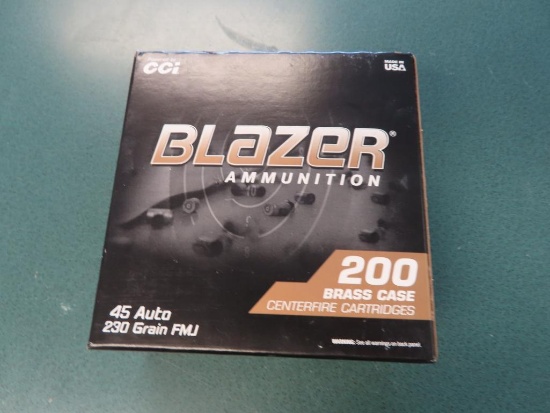 CCI
MADE IN
USA
BLAZER®
AMMUNITION
200
BRASS CASE
CENTERFIRE CARTRIDGES
45 Auto
230 Grain FMJ
WARNING: See all warnings on back panel.